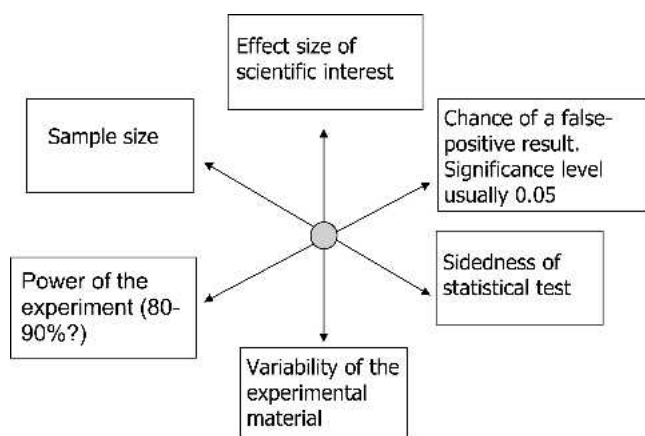 Effect size of
scientific interest
Sample size
Chance of a false-
positive result.
Significance level
usually 0.05
Power of the
experiment (80-
90%?)
Sidedness of
statistical test
Variability of the
experimental
material